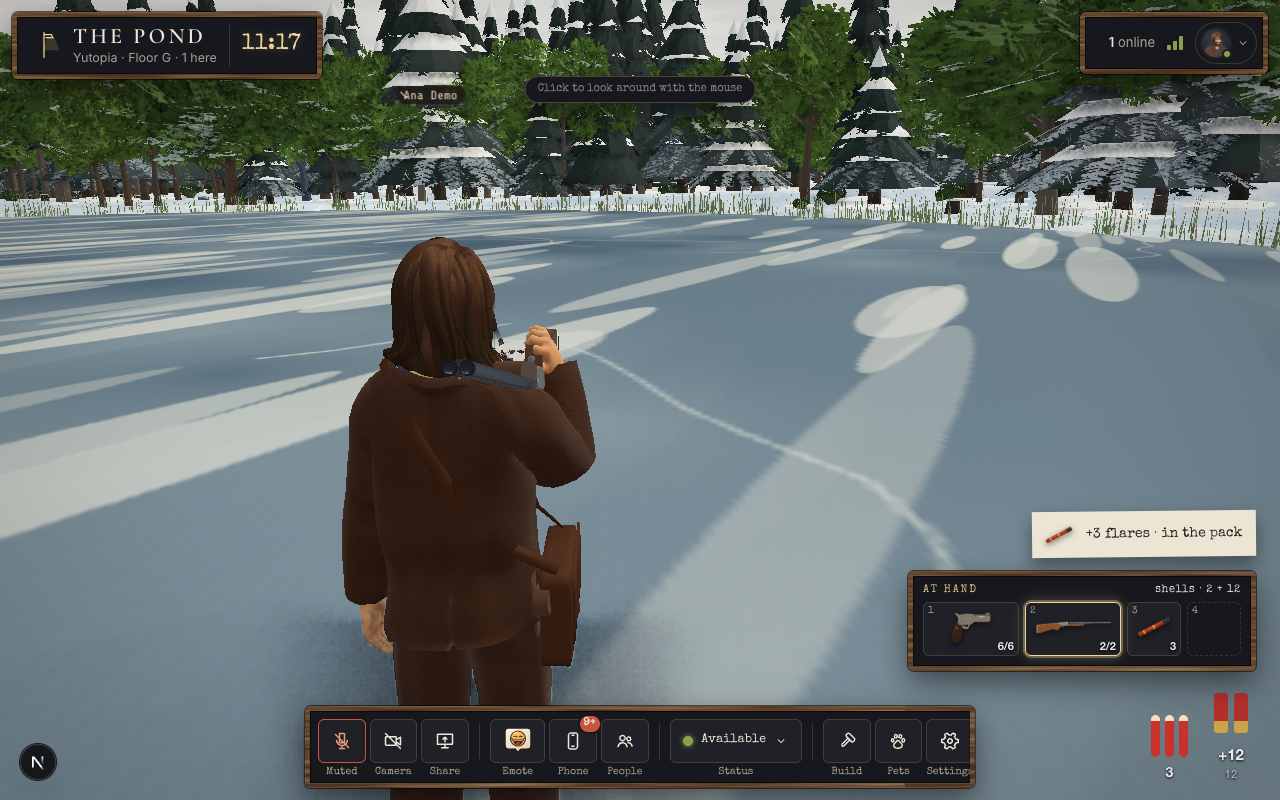 THE POND
Yutopia · Floor G · 1 here
11:17
1 online
Ana Demo
Click to look around with the mouse
+3 flares · in the pack
AT HAND
shells · 2 + 12
1
6/6
2
2/2
3
3
4
9+
Available
Muted
Camera
Share
Emote
Phone
People
Status
Build
Pets
Setting
N
3
+12
12